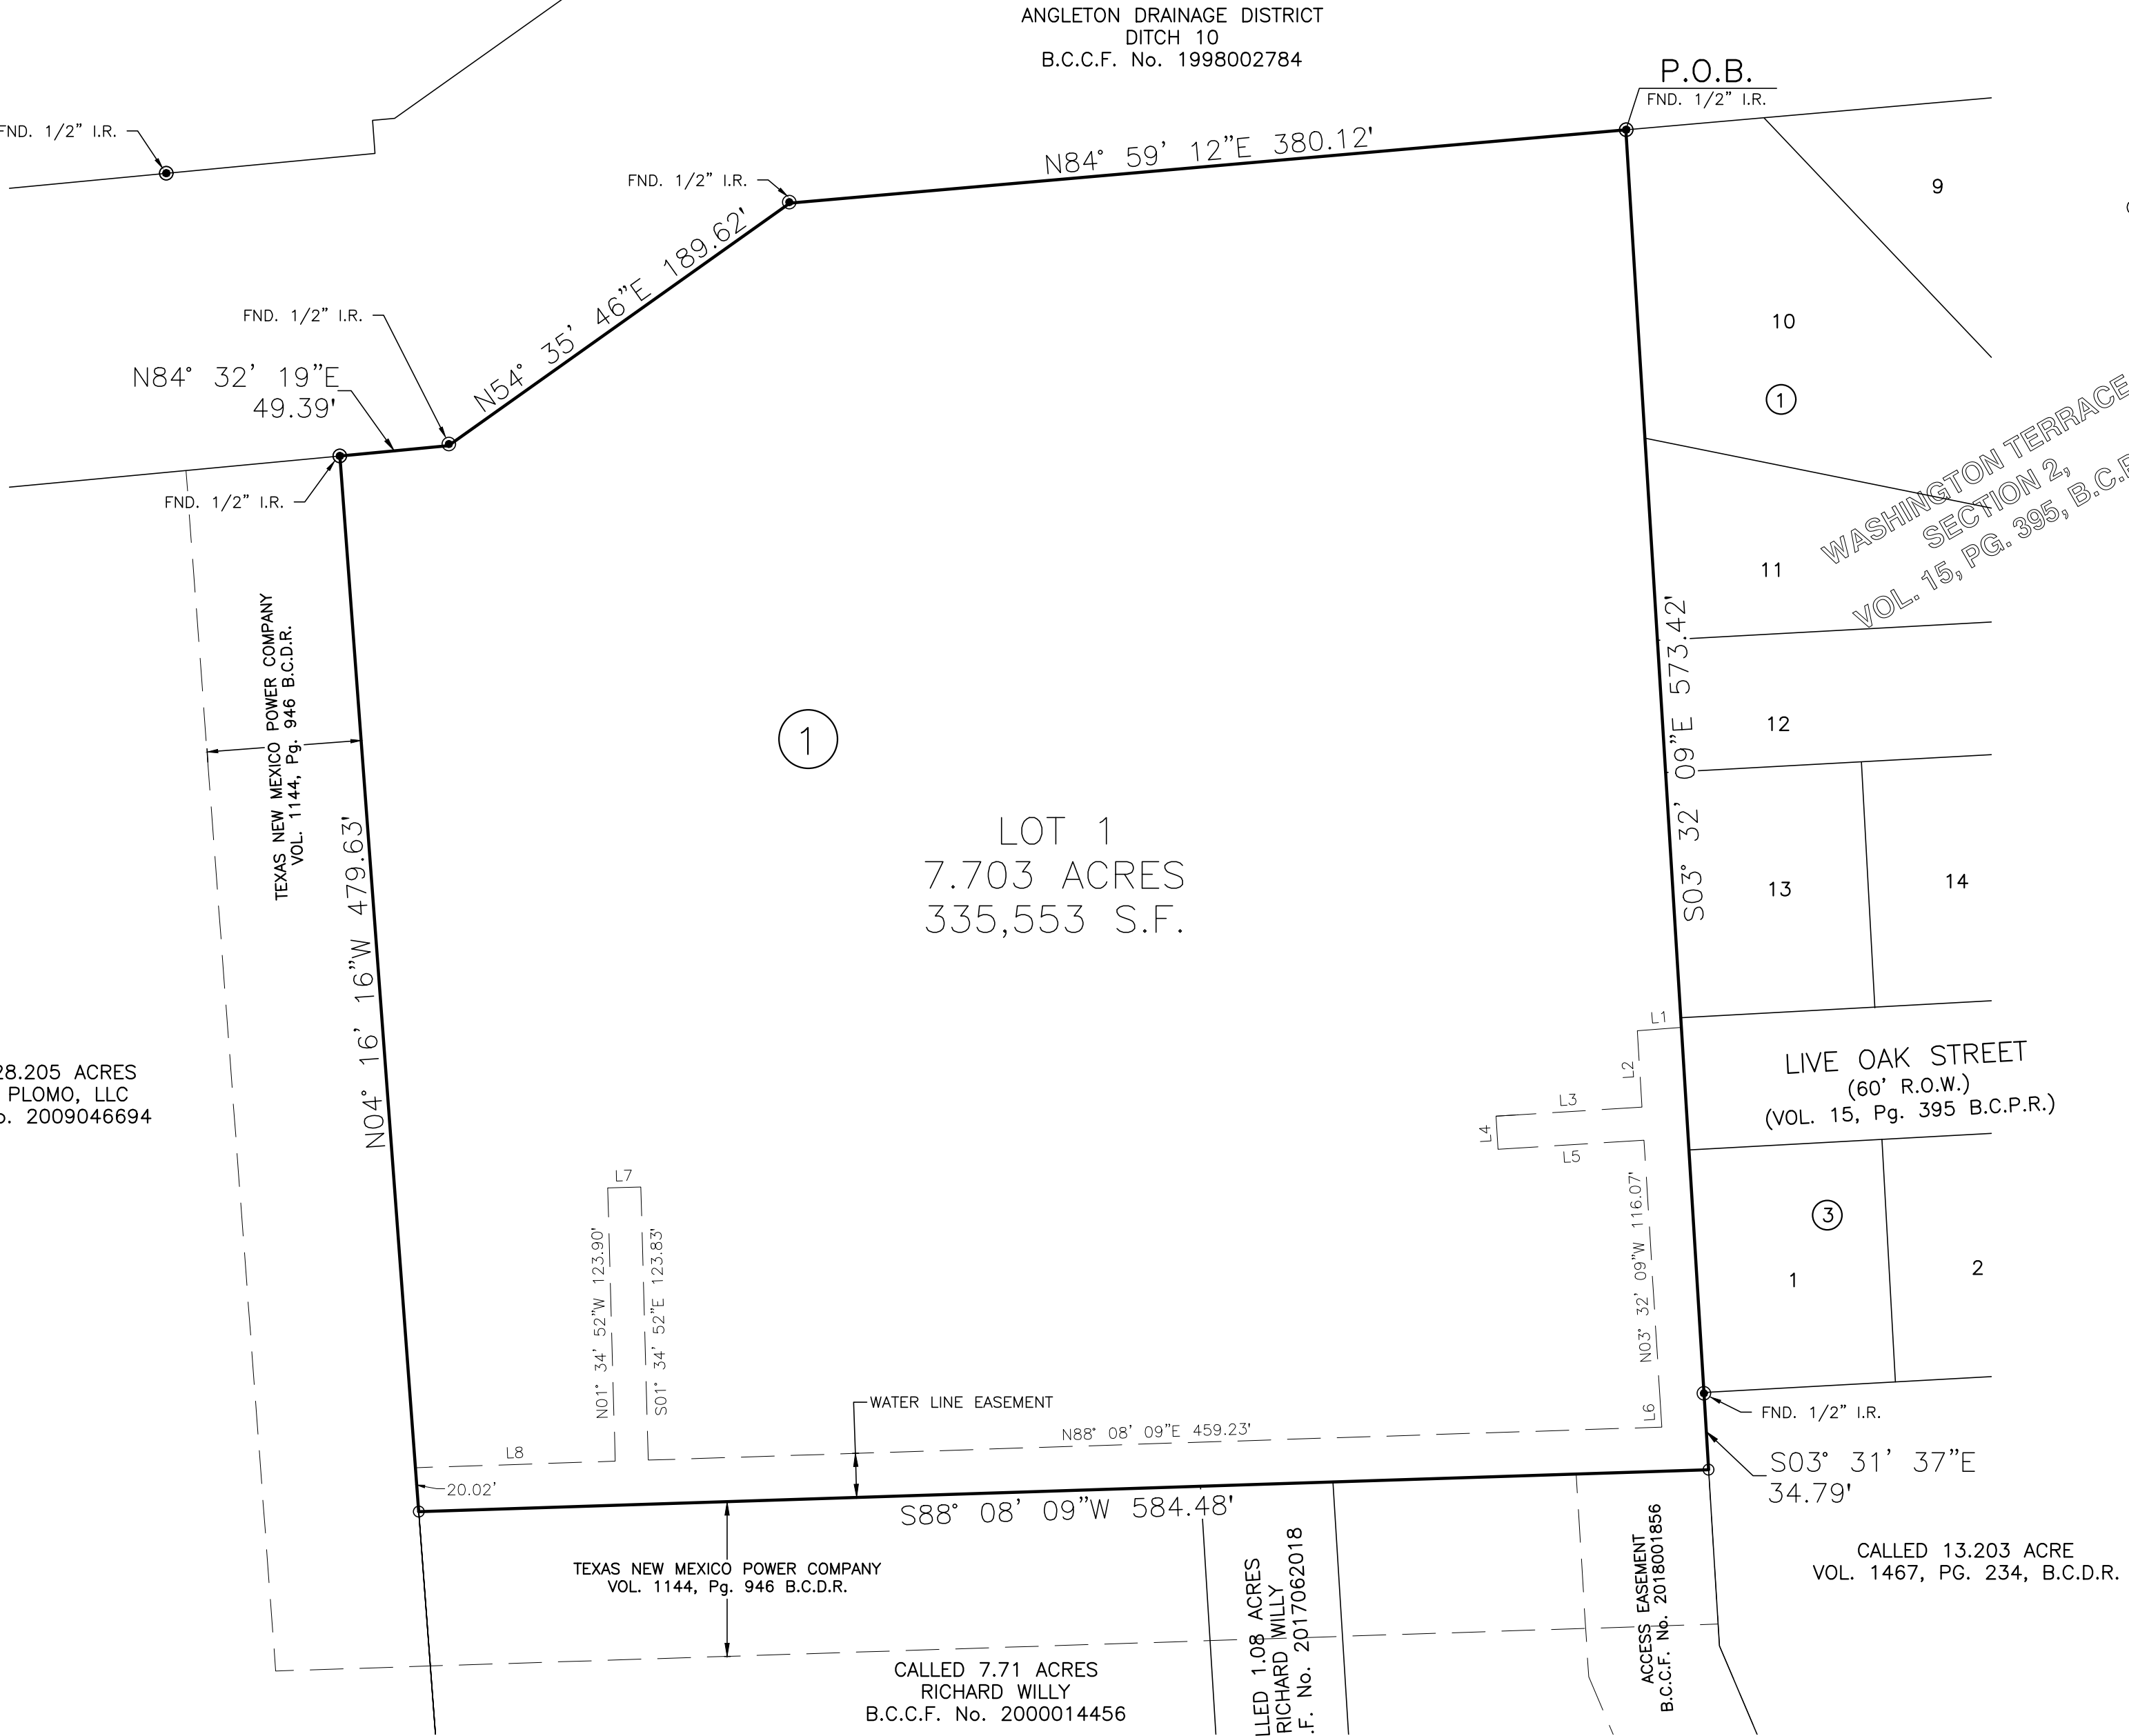 ANGLETON DRAINAGE DISTRICT
DITCH 10
B.C.C.F. No. 1998002784
P.O.B.
FND. 1/2" I.R.
FND. 1/2" I.R.
N84° 59' 12"E 380.12'
FND. 1/2" I.R.
9
N54° 35' 46"E 189.62'
FND. 1/2" I.R.
10
N84° 32' 19"E
49.39'
1
WASHINGTON TERRACE
SECTION 2,
VOL. 15, PG. 395, B.C.P
FND. 1/2" I.R.
11
TEXAS NEW MEXICO POWER COMPANY
VOL. 1144, Pg. 946 B.C.D.R.
S03° 32' 09"E 573.42'
12
1
LOT 1
7.703 ACRES
335,553 S.F.
N04° 16' 16"W 479.63'
13
14
L1
L2
L3
L4
L5
LIVE OAK STREET
(60' R.O.W.)
(VOL. 15, Pg. 395 B.C.P.R.)
28.205 ACRES
PLOMO, LLC
o. 2009046694
L7
N01° 34' 52"W 123.90'
S01° 34' 52"E 123.83'
N03° 32' 09"W 116.07'
3
1
2
WATER LINE EASEMENT
L6
FND. 1/2" I.R.
N88° 08' 09"E 459.23'
L8
20.02'
S03° 31' 37"E
34.79'
S88° 08' 09"W 584.48'
TEXAS NEW MEXICO POWER COMPANY
VOL. 1144, Pg. 946 B.C.D.R.
LLED 1.08 ACRES
RICHARD WILLY
.F. No. 2017062018
ACCESS EASEMENT
B.C.C.F. No. 2018001856
CALLED 13.203 ACRE
VOL. 1467, PG. 234, B.C.D.R.
CALLED 7.71 ACRES
RICHARD WILLY
B.C.C.F. No. 2000014456